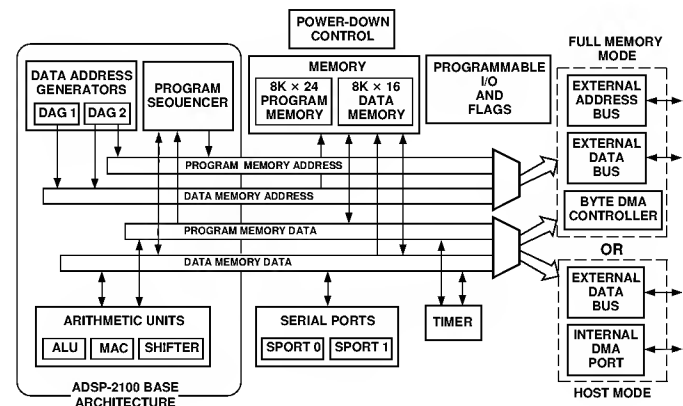 POWER-DOWN
CONTROL
FULL MEMORY
MODE
DATA ADDRESS
GENERATORS
DAG 1
DAG 2
PROGRAM
SEQUENCER
MEMORY
8K × 24
PROGRAM
MEMORY
8K × 16
DATA
MEMORY
PROGRAMMABLE
I/O
AND
FLAGS
EXTERNAL
ADDRESS
BUS
EXTERNAL
DATA
BUS
BYTE DMA
CONTROLLER
OR
PROGRAM MEMORY ADDRESS
DATA MEMORY ADDRESS
PROGRAM MEMORY DATA
DATA MEMORY DATA
ARITHMETIC UNITS
ALU
MAC
SHIFTER
SERIAL PORTS
SPORT 0
SPORT 1
TIMER
EXTERNAL
DATA
BUS
INTERNAL
DMA
PORT
HOST MODE
ADSP-2100 BASE
ARCHITECTURE